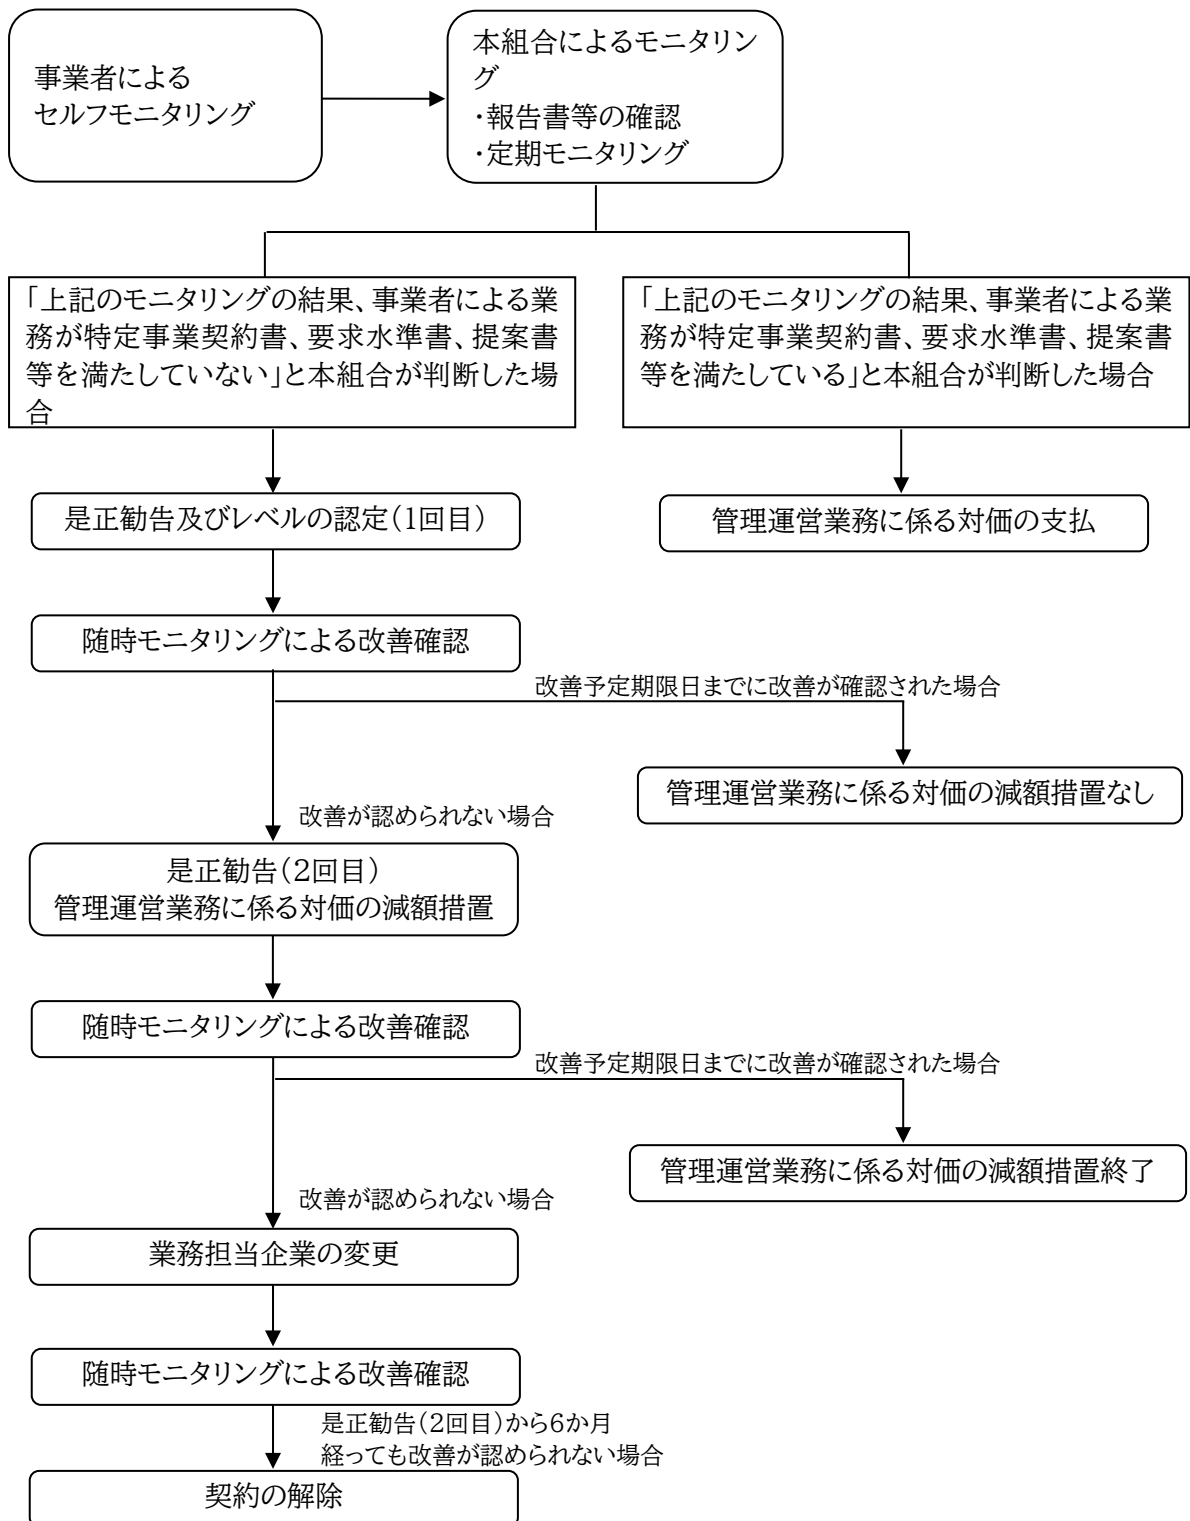 事業者による
セルフモニタリング
本組合によるモニタリン
グ
・報告書等の確認
・定期モニタリング
「上記のモニタリングの結果、事業者による業
務が特定事業契約書、要求水準書、提案書
等を満たしていない」と本組合が判断した場
合
「上記のモニタリングの結果、事業者による業
務が特定事業契約書、要求水準書、提案書
等を満たしている」と本組合が判断した場合
是正勧告及びレベルの認定（1回目）
管理運営業務に係る対価の支払
随時モニタリングによる改善確認
改善予定期限日までに改善が確認された場合
管理運営業務に係る対価の減額措置なし
改善が認められない場合
是正勧告（2回目）
管理運営業務に係る対価の減額措置
随時モニタリングによる改善確認
改善予定期限日までに改善が確認された場合
管理運営業務に係る対価の減額措置終了
改善が認められない場合
業務担当企業の変更
随時モニタリングによる改善確認
是正勧告（2回目）から6か月
経っても改善が認められない場合
契約の解除